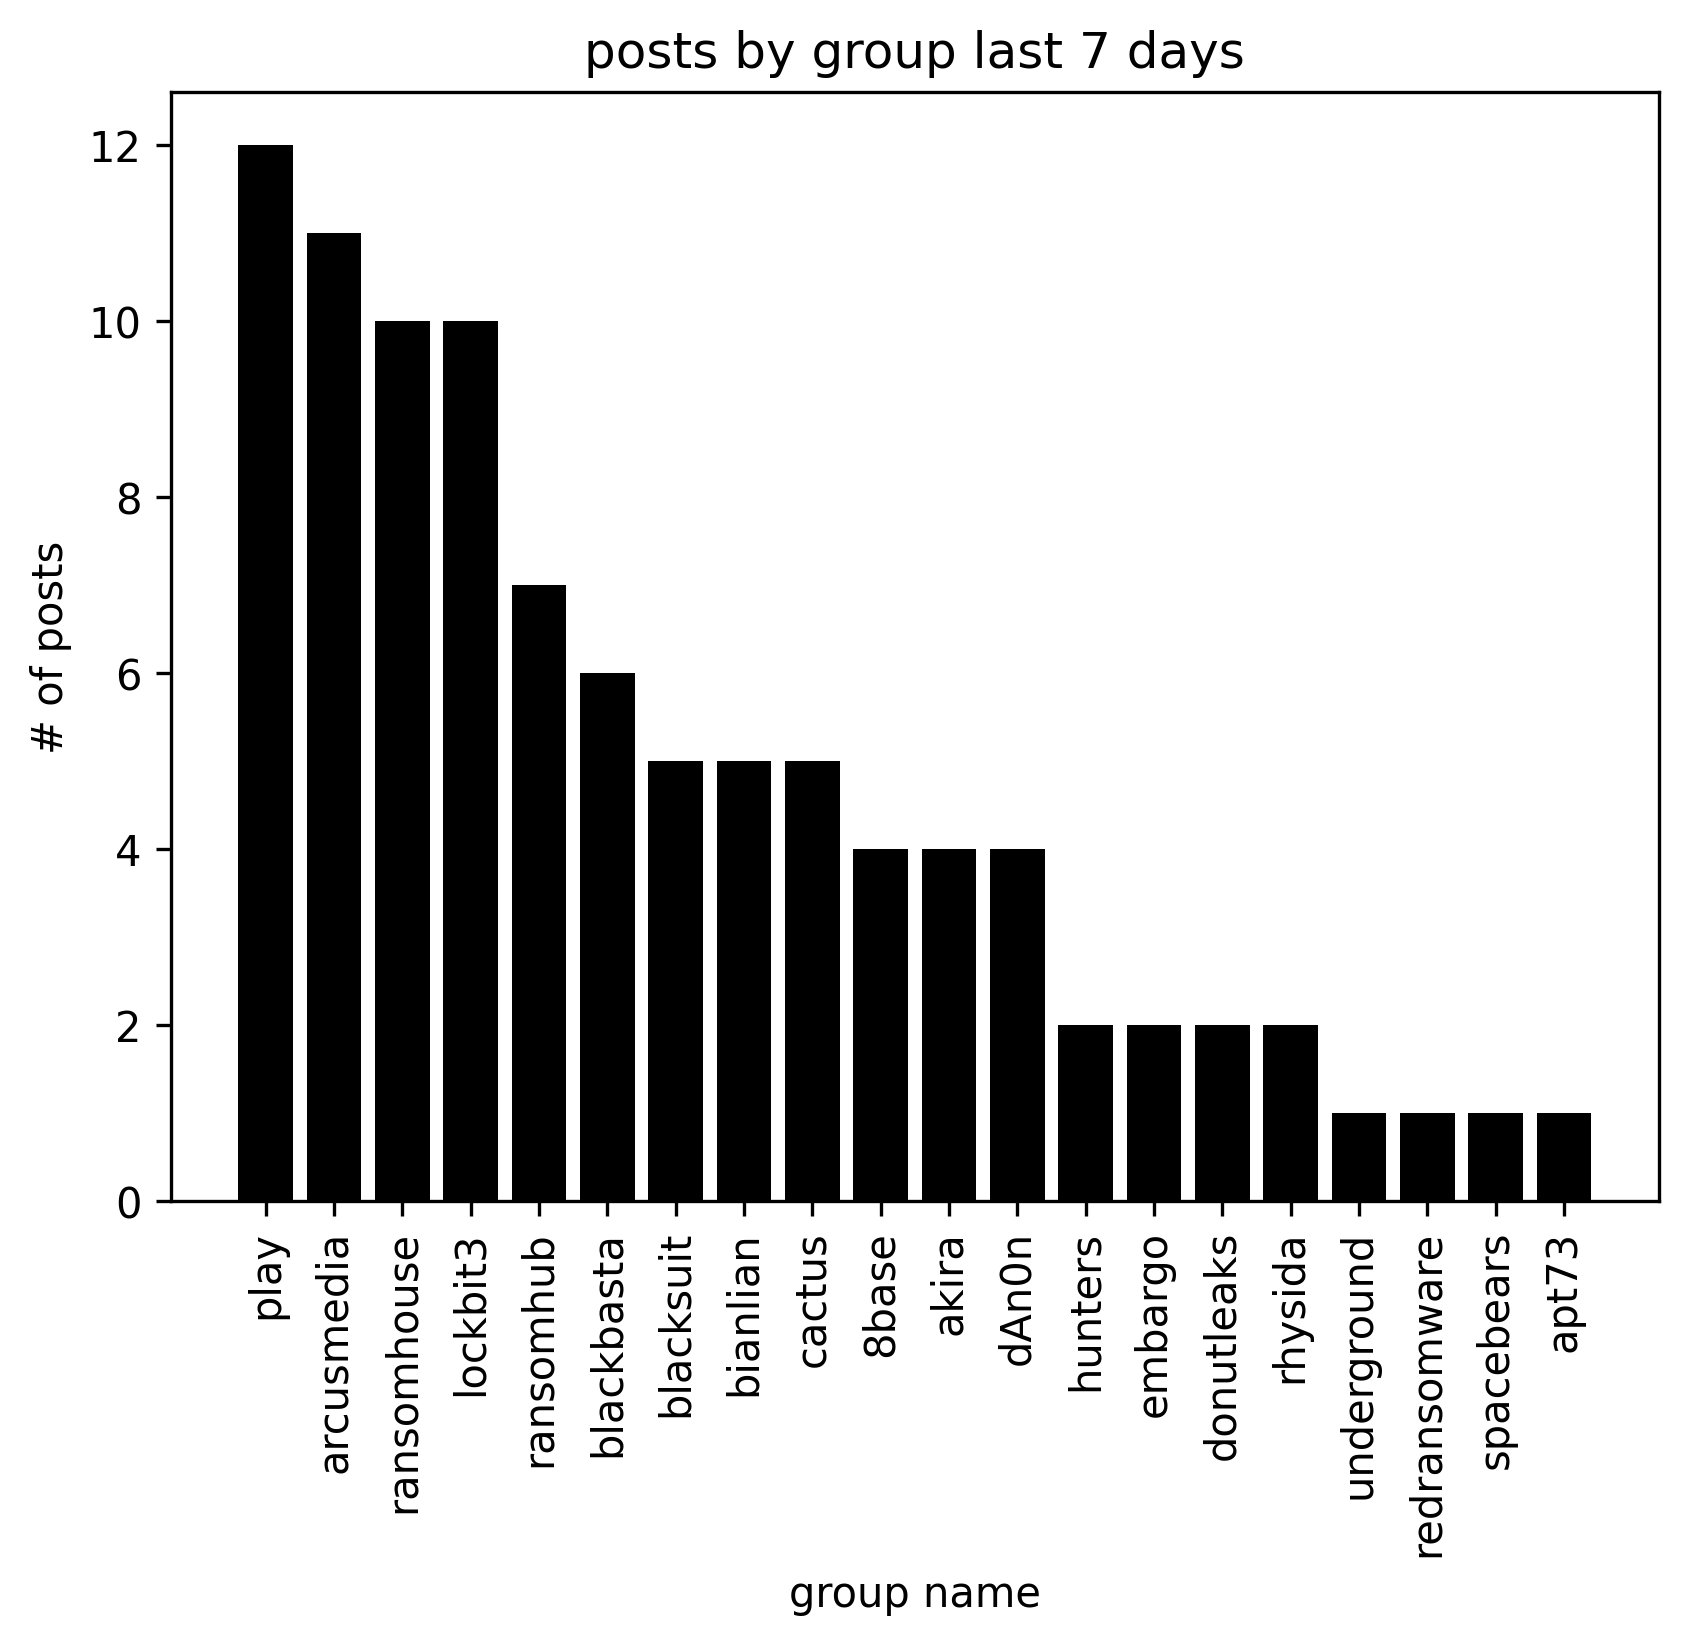 posts by group last 7 days
# of posts
12
10
8
6
4
2
0
play
arcusmedia
ransomhouse
lockbit3
ransomhub
blackbasta
blacksuit
bianlian
cactus
8base
akira
dAn0n
hunters
embargo
donutleaks
rhysida
underground
redransomware
spacebears
apt73
group name